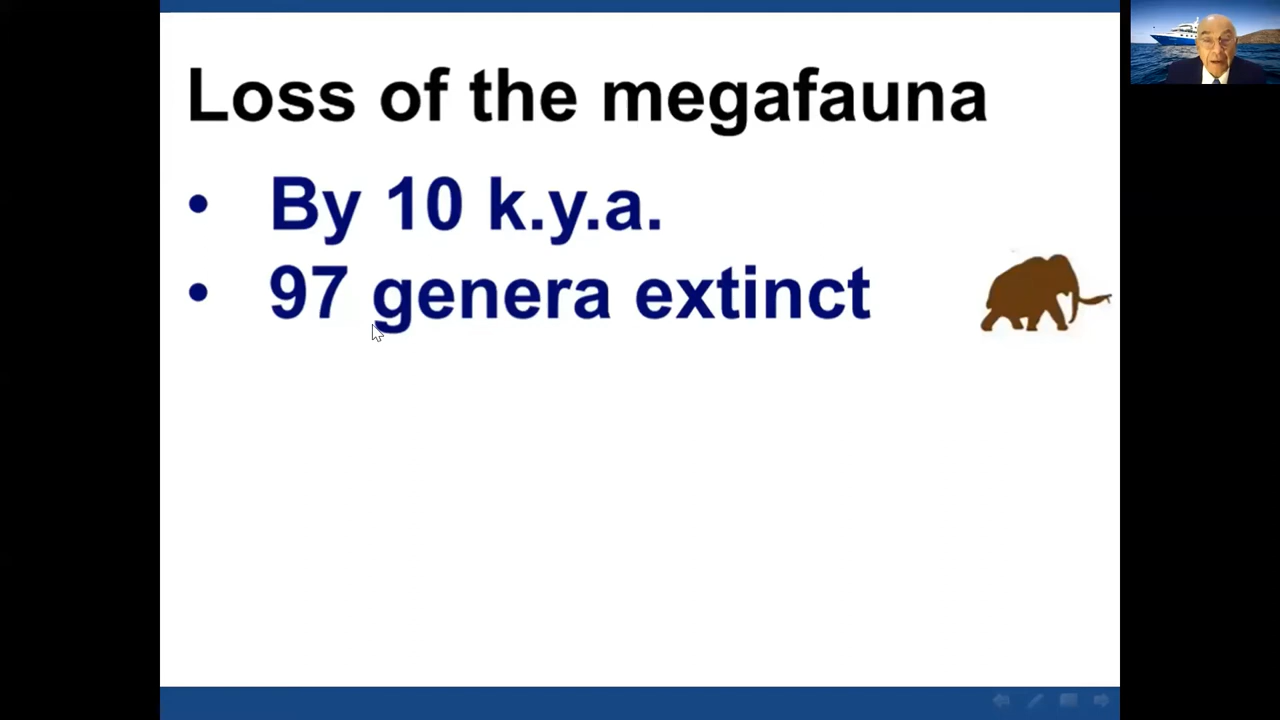 Loss of the megafauna
• By 10 k.y.a.
• 97 genera extinct